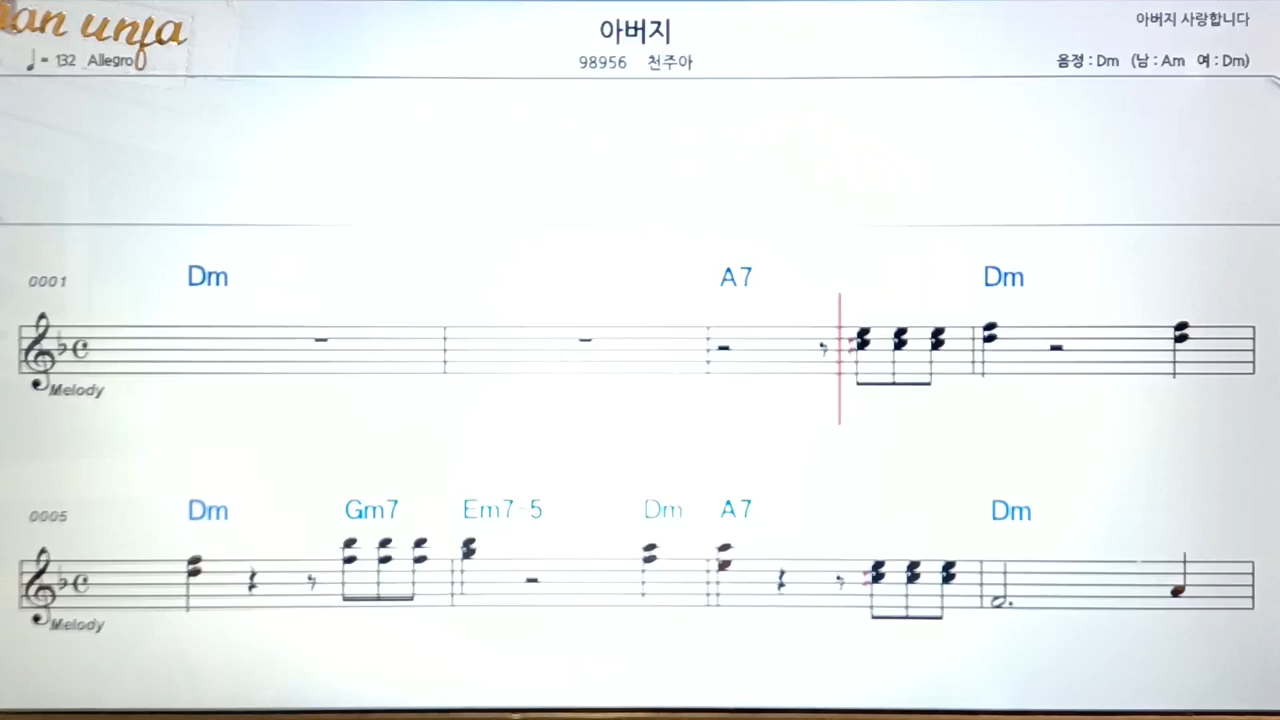 아버지
아버지 사랑합니다
♩= 132 Allegro
98956 천주아
음정 : Dm (남 : Am 여 : Dm)
0001 Dm A7 Dm
Melody
0005 Dm Gm7 Em7-5 Dm A7 Dm
Melody